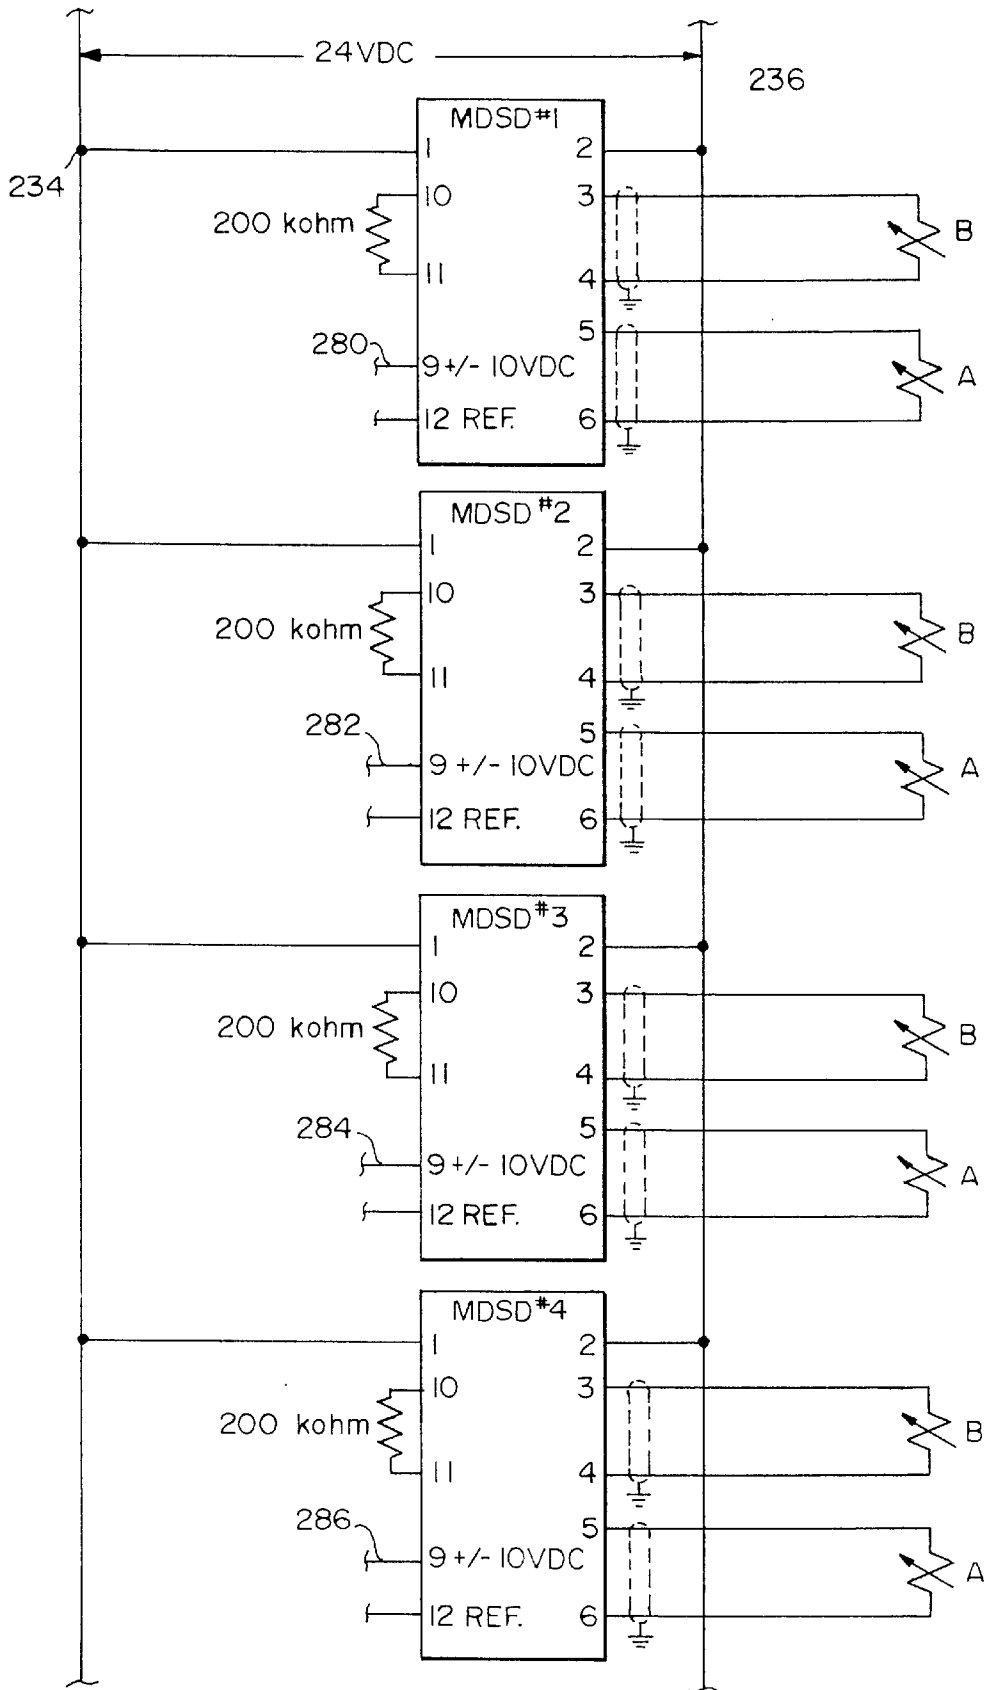 24VDC
236
234
MDSD#1
1 2
10 3
200 kohm
B
11 4
5
280
9 +/- 10VDC
A
12 REF. 6
MDSD#2
1 2
10 3
200 kohm
B
11 4
282
5
9 +/- 10VDC
A
12 REF. 6
MDSD#3
1 2
10 3
200 kohm
B
11 4
284
5
9 +/- 10VDC
A
12 REF. 6
MDSD#4
1 2
10 3
200 kohm
B
11 4
286
5
9 +/- 10VDC
A
12 REF. 6